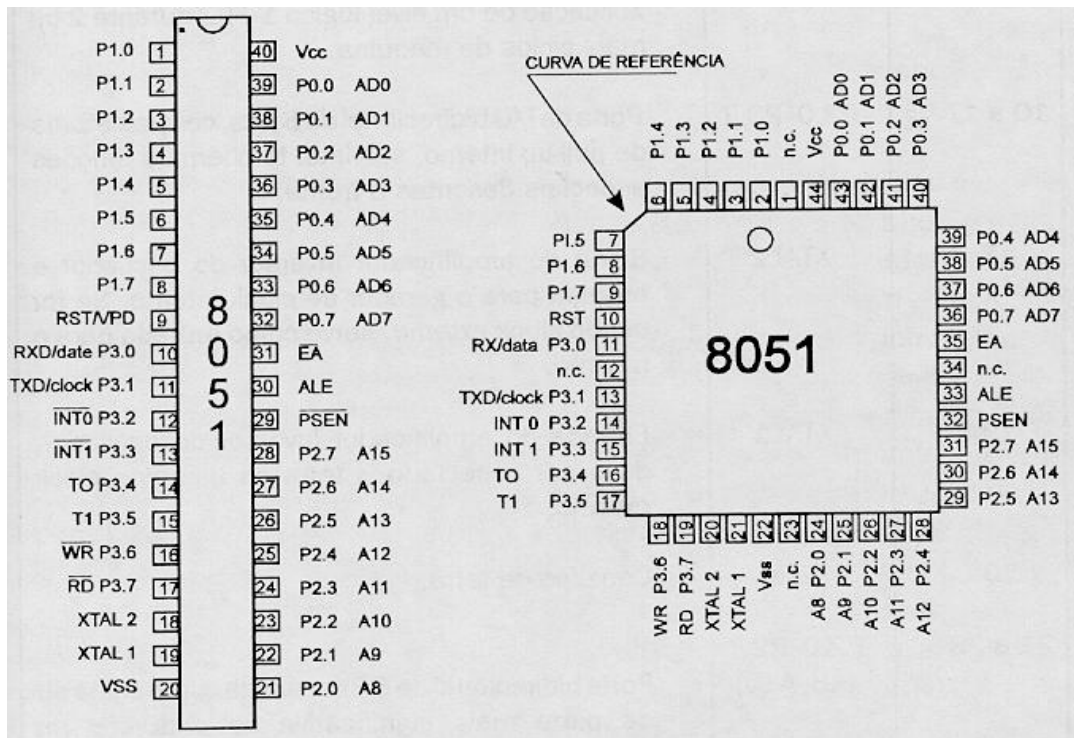 P1.0 1 40 Vcc
P1.1 2 39 P0.0 AD0
P1.2 3 38 P0.1 AD1
P1.3 4 37 P0.2 AD2
P1.4 5 36 P0.3 AD3
P1.5 6 35 P0.4 AD4
P1.6 7 34 P0.5 AD5
P1.7 8 33 P0.6 AD6
RST/VPD 9 32 P0.7 AD7
RXD/date P3.0 10 31 EA
TXD/clock P3.1 11 30 ALE
INT0 P3.2 12 29 PSEN
INT1 P3.3 13 28 P2.7 A15
TO P3.4 14 27 P2.6 A14
T1 P3.5 15 26 P2.5 A13
WR P3.6 16 25 P2.4 A12
RD P3.7 17 24 P2.3 A11
XTAL 2 18 23 P2.2 A10
XTAL 1 19 22 P2.1 A9
VSS 20 21 P2.0 A8
8051
CURVA DE REFERÊNCIA
P1.4 P1.3 P1.2 P1.1 P1.0 n.c. Vcc P0.0 AD0 P0.1 AD1 P0.2 AD2 P0.3 AD3
6 5 4 3 2 1 44 43 42 41 40
PI.5 7 39 P0.4 AD4
P1.6 8 38 P0.5 AD5
P1.7 9 37 P0.6 AD6
RST 10 36 P0.7 AD7
RX/data P3.0 11 35 EA
n.c. 12 34 n.c.
TXD/clock P3.1 13 33 ALE
INT 0 P3.2 14 32 PSEN
INT 1 P3.3 15 31 P2.7 A15
TO P3.4 16 30 P2.6 A14
T1 P3.5 17 29 P2.5 A13
8051
18 19 20 21 22 23 24 25 26 27 28
WR P3.6 RD P3.7 XTAL 2 XTAL 1 Vss n.c. A8 P2.0 A9 P2.1 A10 P2.2 A11 P2.3 A12 P2.4